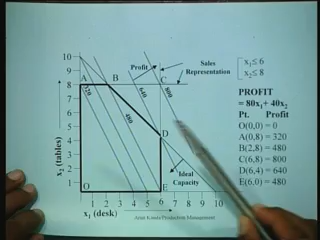 10
9
8
7
6
5
4
3
2
1
x₂ (tables)
A
B
C
D
E
O
320
480
640
800
Profit
Sales
Representation
Ideal
Capacity
1 2 3 4 5 6 7 8 10
x₁ (desk)
x₁≤ 6
x₂≤ 8
PROFIT
= 80x₁+ 40x₂
Pt. Profit
O(0,0) = 0
A(0,8) = 320
B(2,8) = 480
C(6,8) = 800
D(6,4) = 640
E(6,0) = 480
Production Management